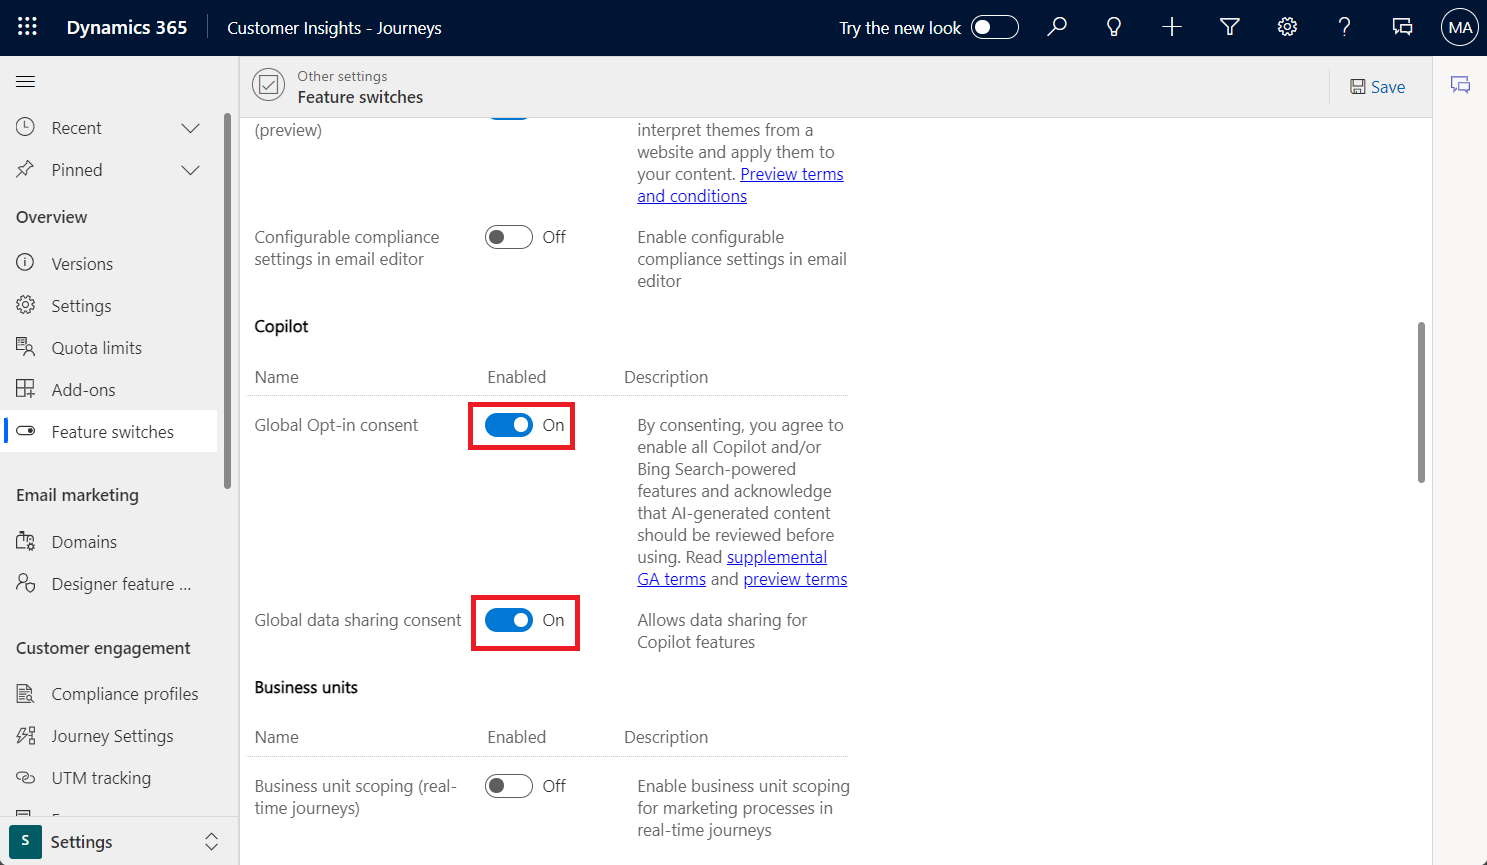 Dynamics 365
Customer Insights - Journeys
Try the new look
MA
Recent
Pinned
Overview
Versions
Settings
Quota limits
Add-ons
Feature switches
Email marketing
Domains
Designer feature ...
Customer engagement
Compliance profiles
Journey Settings
UTM tracking
S
Settings
Other settings
Feature switches
Save
(preview)
interpret themes from a
website and apply them to
your content. Preview terms
and conditions
Configurable compliance
settings in email editor
Off
Enable configurable
compliance settings in email
editor
Copilot
Name Enabled Description
Global Opt-in consent
On
By consenting, you agree to
enable all Copilot and/or
Bing Search-powered
features and acknowledge
that AI-generated content
should be reviewed before
using. Read supplemental
GA terms and preview terms
Global data sharing consent
On
Allows data sharing for
Copilot features
Business units
Name Enabled Description
Business unit scoping (real-
time journeys)
Off
Enable business unit scoping
for marketing processes in
real-time journeys